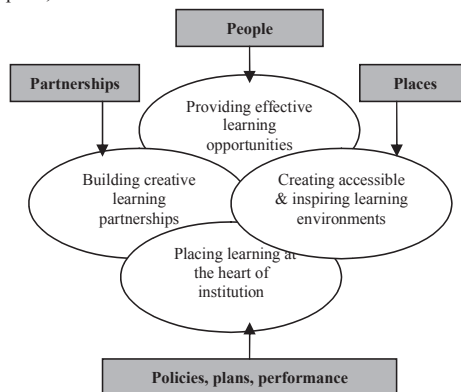 People
Partnerships
Places
Providing effective
learning
opportunities
Building creative
learning
partnerships
Creating accessible
& inspiring learning
environments
Placing learning at
the heart of
institution
Policies, plans, performance